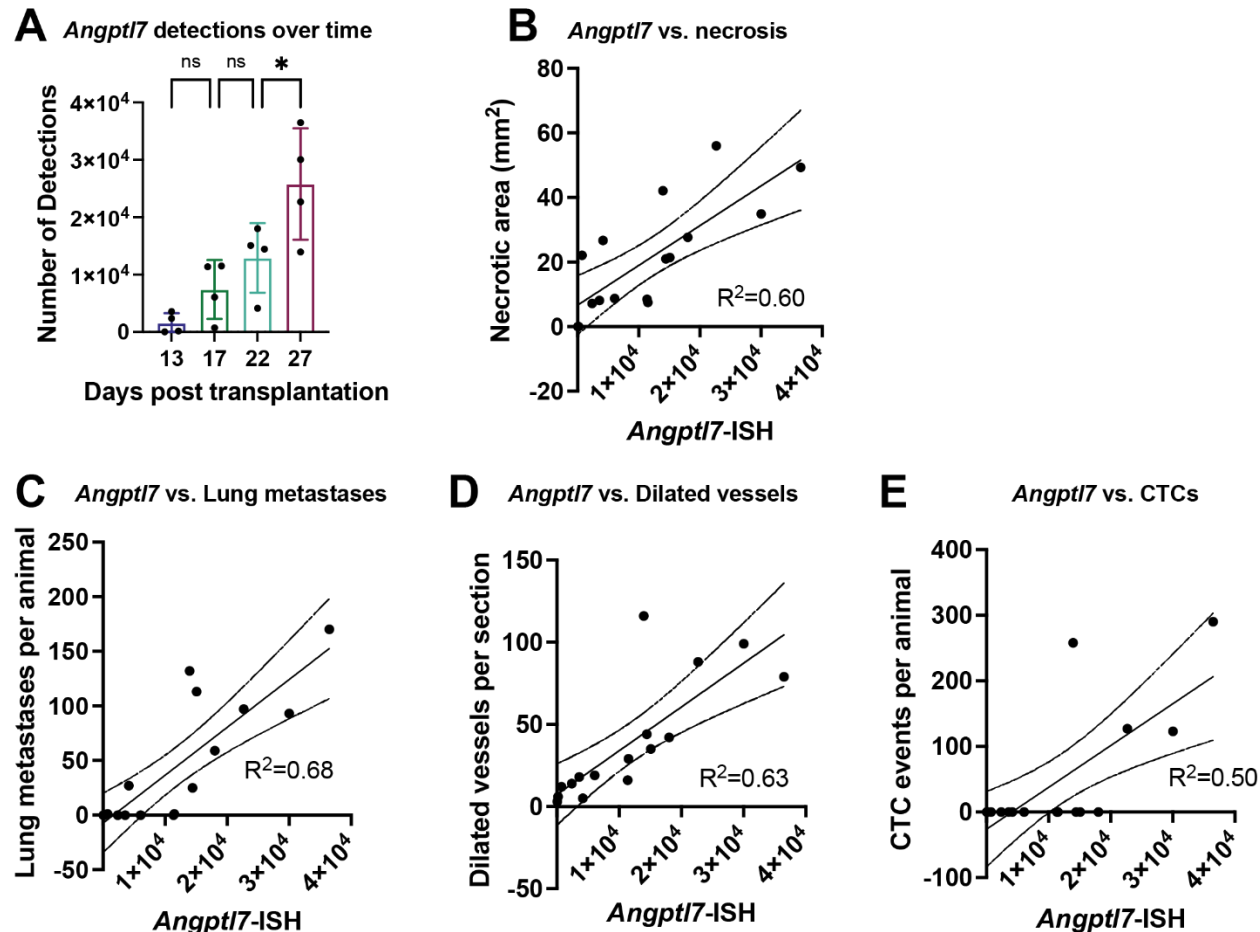 A Angptl7 detections over time
ns ns *
4×10⁴
3×10⁴
2×10⁴
1×10⁴
0
Number of Detections
13 17 22 27
Days post transplantation
B Angptl7 vs. necrosis
80
60
40
20
0
-20
Necrotic area (mm²)
R²=0.60
1×10⁴ 2×10⁴ 3×10⁴ 4×10⁴
Angptl7-ISH
C Angptl7 vs. Lung metastases
250
200
150
100
50
0
-50
Lung metastases per animal
R²=0.68
1×10⁴ 2×10⁴ 3×10⁴ 4×10⁴
Angptl7-ISH
D Angptl7 vs. Dilated vessels
150
100
50
0
-50
Dilated vessels per section
R²=0.63
1×10⁴ 2×10⁴ 3×10⁴ 4×10⁴
Angptl7-ISH
E Angptl7 vs. CTCs
400
300
200
100
0
-100
CTC events per animal
R²=0.50
1×10⁴ 2×10⁴ 3×10⁴ 4×10⁴
Angptl7-ISH